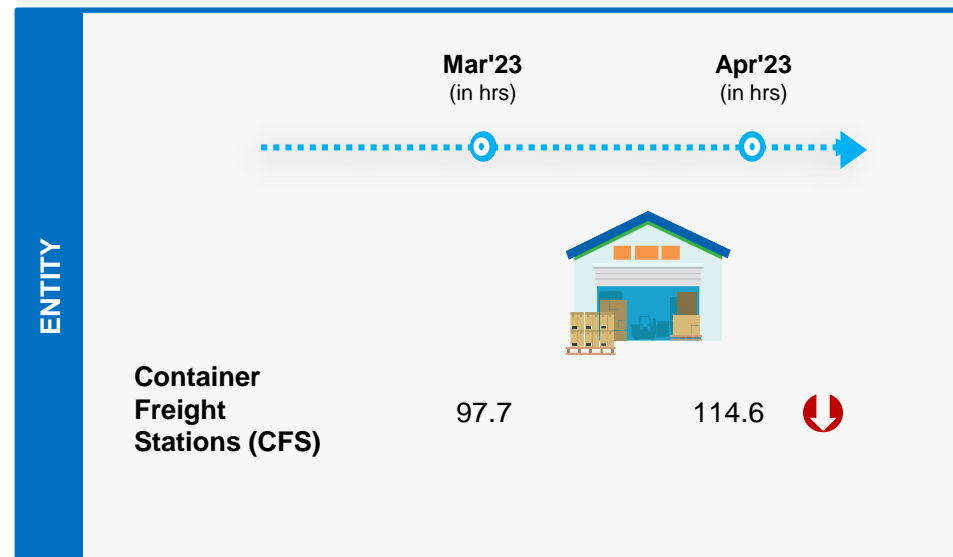 Mar'23
(in hrs)
Apr'23
(in hrs)
ENTITY
Container
Freight
Stations (CFS)
97.7
114.6